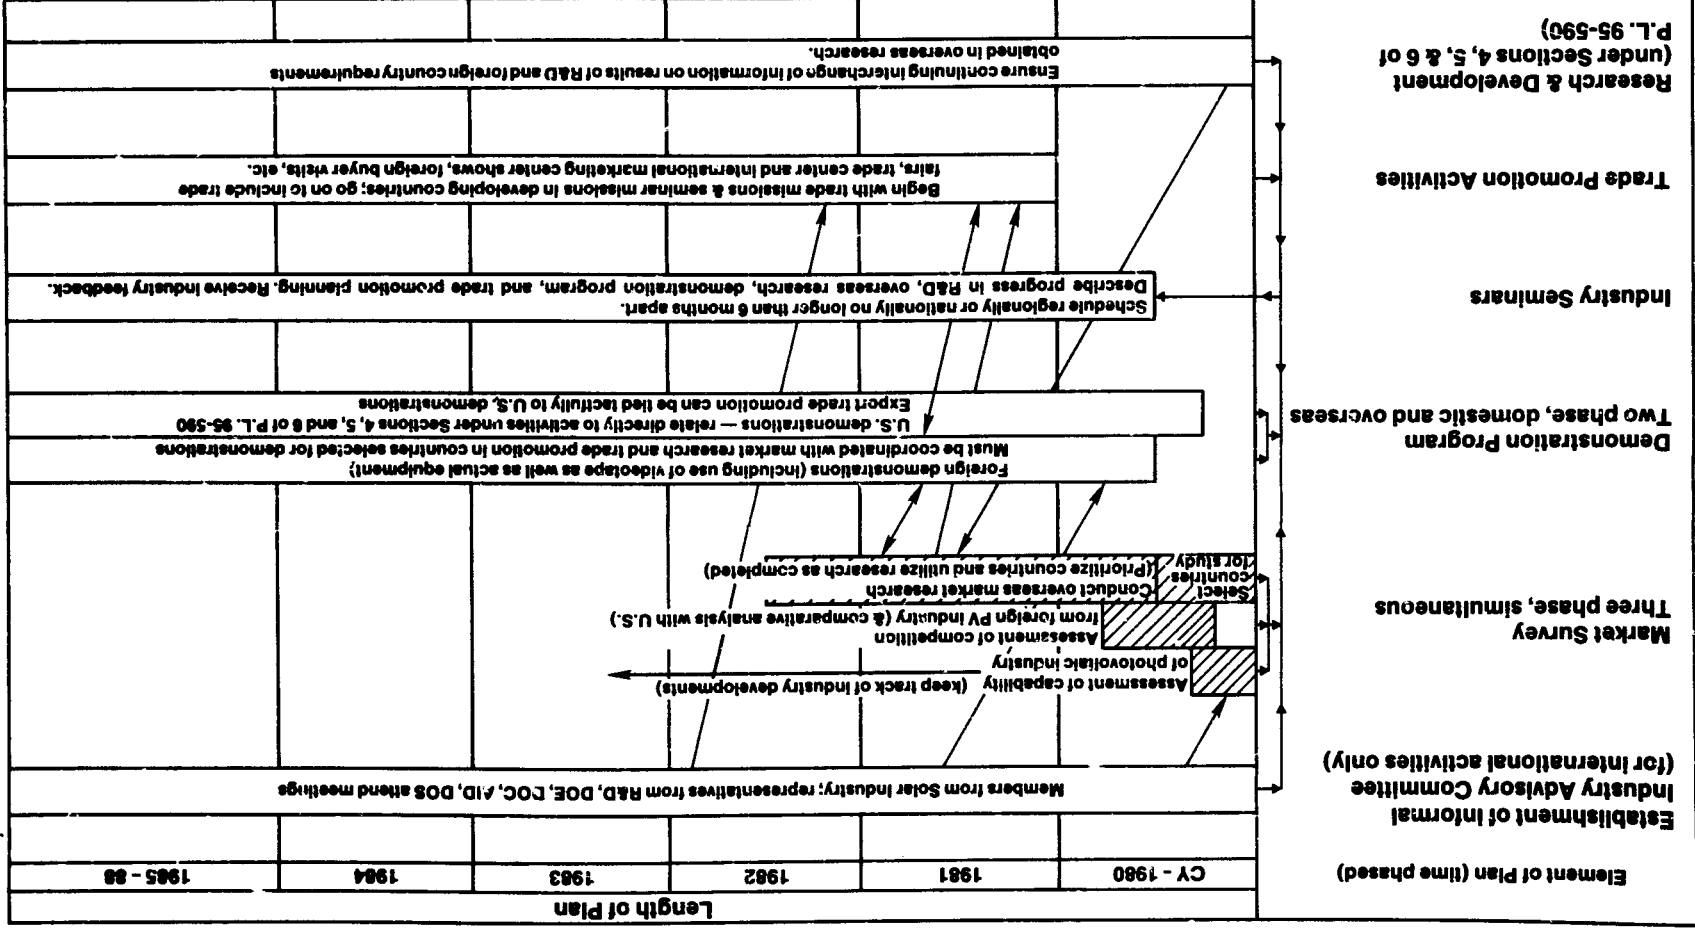 Length of Plan
Element of Plan (time phased)
CY - 1980
1981
1982
1983
1984
1985 - 88
Establishment of Informal
Industry Advisory Committee
(for international activities only)
Members from Solar Industry; representatives from R&D, DOE, DOC, AID, DOS attend meetings
Market Survey
Three phase, simultaneous
Assessment of capability
of photovoltaic industry
(keep track of industry developments)
Assessment of competition
from foreign PV industry (& comparative analysis with U.S.)
Select
countries
for study
Conduct overseas market research
(Prioritize countries and utilize research as completed)
Demonstration Program
Two phase, domestic and overseas
Foreign demonstrations (including use of videotape as well as actual equipment)
Must be coordinated with market research and trade promotion in countries selected for demonstrations
U.S. demonstrations — relate directly to activities under Sections 4, 5, and 6 of P.L. 95-590
Export trade promotion can be tied tactfully to U.S. demonstrations
Industry Seminars
Schedule regionally or nationally no longer than 6 months apart.
Describe progress in R&D, overseas research, demonstration program, and trade promotion planning. Receive industry feedback.
Trade Promotion Activities
Begin with trade missions & seminar missions in developing countries; go on to include trade
fairs, trade center and international marketing center shows, foreign buyer visits, etc.
Research & Development
(under Sections 4, 5, & 6 of
P.L. 95-590)
Ensure continuing interchange of information on results of R&D and foreign country requirements
obtained in overseas research.